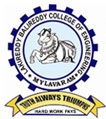 LAKIREDDY BALIREDDY COLLEGE OF ENGINEERING
MYLAVARAM
TRUTH ALWAYS TRIUMPHS
HARD WORK PAYS